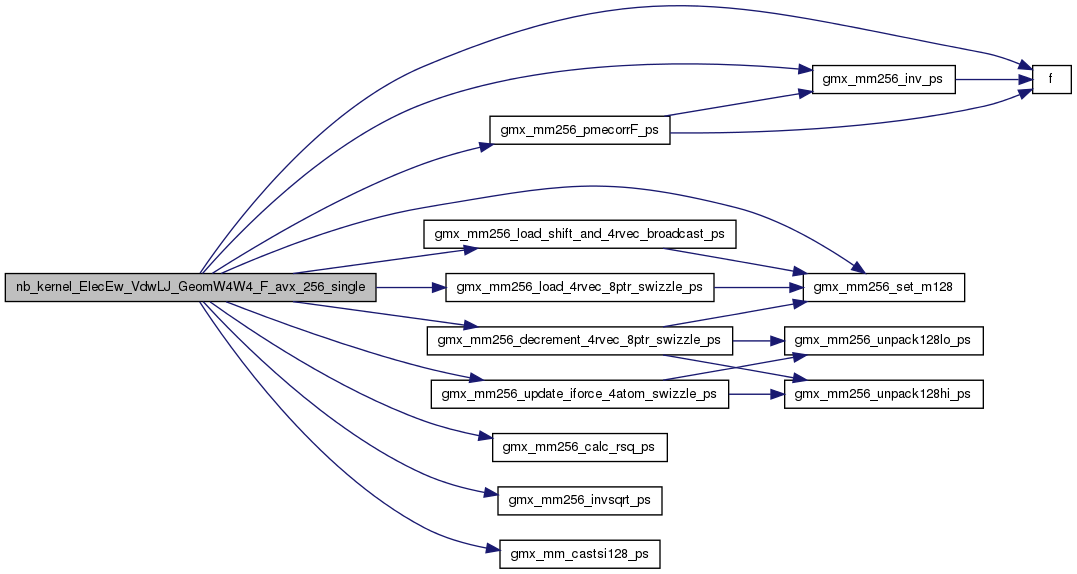 f
gmx_mm256_inv_ps
gmx_mm256_pmecorrF_ps
gmx_mm256_load_shift_and_4rvec_broadcast_ps
nb_kernel_ElecEw_VdwLJ_GeomW4W4_F_avx_256_single
gmx_mm256_load_4rvec_8ptr_swizzle_ps
gmx_mm256_set_m128
gmx_mm256_decrement_4rvec_8ptr_swizzle_ps
gmx_mm256_unpack128lo_ps
gmx_mm256_update_iforce_4atom_swizzle_ps
gmx_mm256_unpack128hi_ps
gmx_mm256_calc_rsq_ps
gmx_mm256_invsqrt_ps
gmx_mm_castsi128_ps